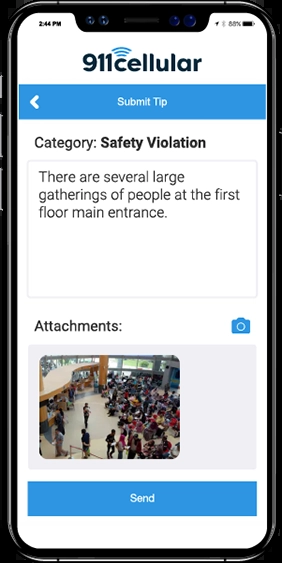 2:44 PM
88%
911cellular
Submit Tip
Category: Safety Violation
There are several large
gatherings of people at the first
floor main entrance.
Attachments:
Send